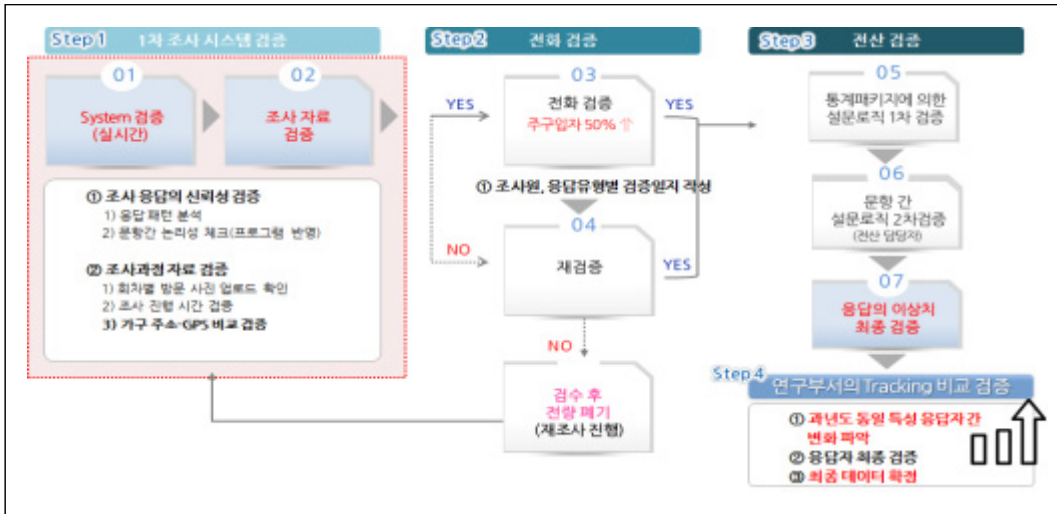 Step1 1차 조사 시스템 검증
01
System 검증
(실시간)
02
조사 자료
검증
① 조사 응답의 신뢰성 검증
1) 응답 패턴 분석
2) 문항간 논리성 체크(프로그램 반영)
② 조사과정 자료 검증
1) 회차별 방문 사진 업로드 확인
2) 조사 진행 시간 검증
3) 가구 주소-GPS 비교 검증
Step2 전화 검증
YES
NO
03
전화 검증
주구입자 50% ⇧
YES
① 조사원, 응답유형별 검증일지 작성
04
재검증
YES
NO
검수 후
전량 폐기
(재조사 진행)
Step3 전산 검증
05
통계패키지에 의한
설문로직 1차 검증
06
문항 간
설문로직 2차검증
(전산 담당자)
07
응답의 이상치
최종 검증
Step4 연구부서의 Tracking 비교 검증
① 과년도 동일 특성 응답자 간
변화 파악
② 응답자 최종 검증
③ 최종 데이터 확정